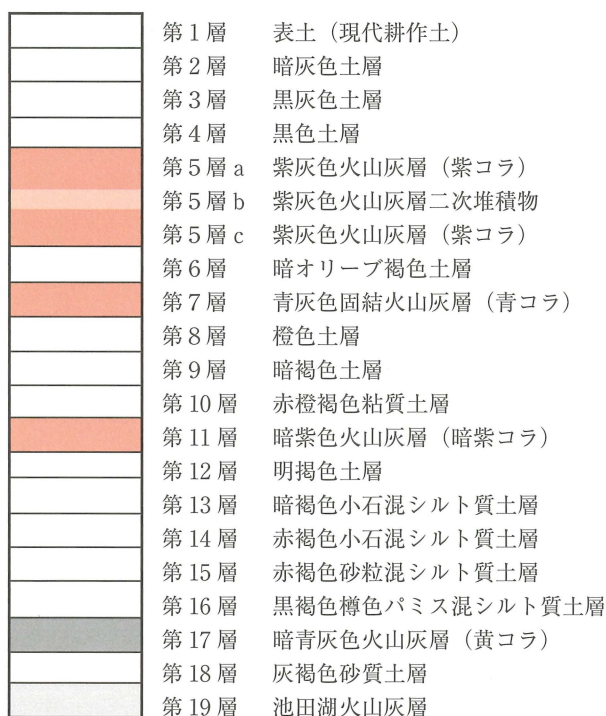 第1層 表土（現代耕作土）
第2層 暗灰色土層
第3層 黒灰色土層
第4層 黒色土層
第5層a 紫灰色火山灰層（紫コラ）
第5層b 紫灰色火山灰層二次堆積物
第5層c 紫灰色火山灰層（紫コラ）
第6層 暗オリーブ褐色土層
第7層 青灰色固結火山灰層（青コラ）
第8層 橙色土層
第9層 暗褐色土層
第10層 赤橙褐色粘質土層
第11層 暗紫色火山灰層（暗紫コラ）
第12層 明掲色土層
第13層 暗褐色小石混シルト質土層
第14層 赤褐色小石混シルト質土層
第15層 赤褐色砂粒混シルト質土層
第16層 黒褐色樽色パミス混シルト質土層
第17層 暗青灰色火山灰層（黄コラ）
第18層 灰褐色砂質土層
第19層 池田湖火山灰層